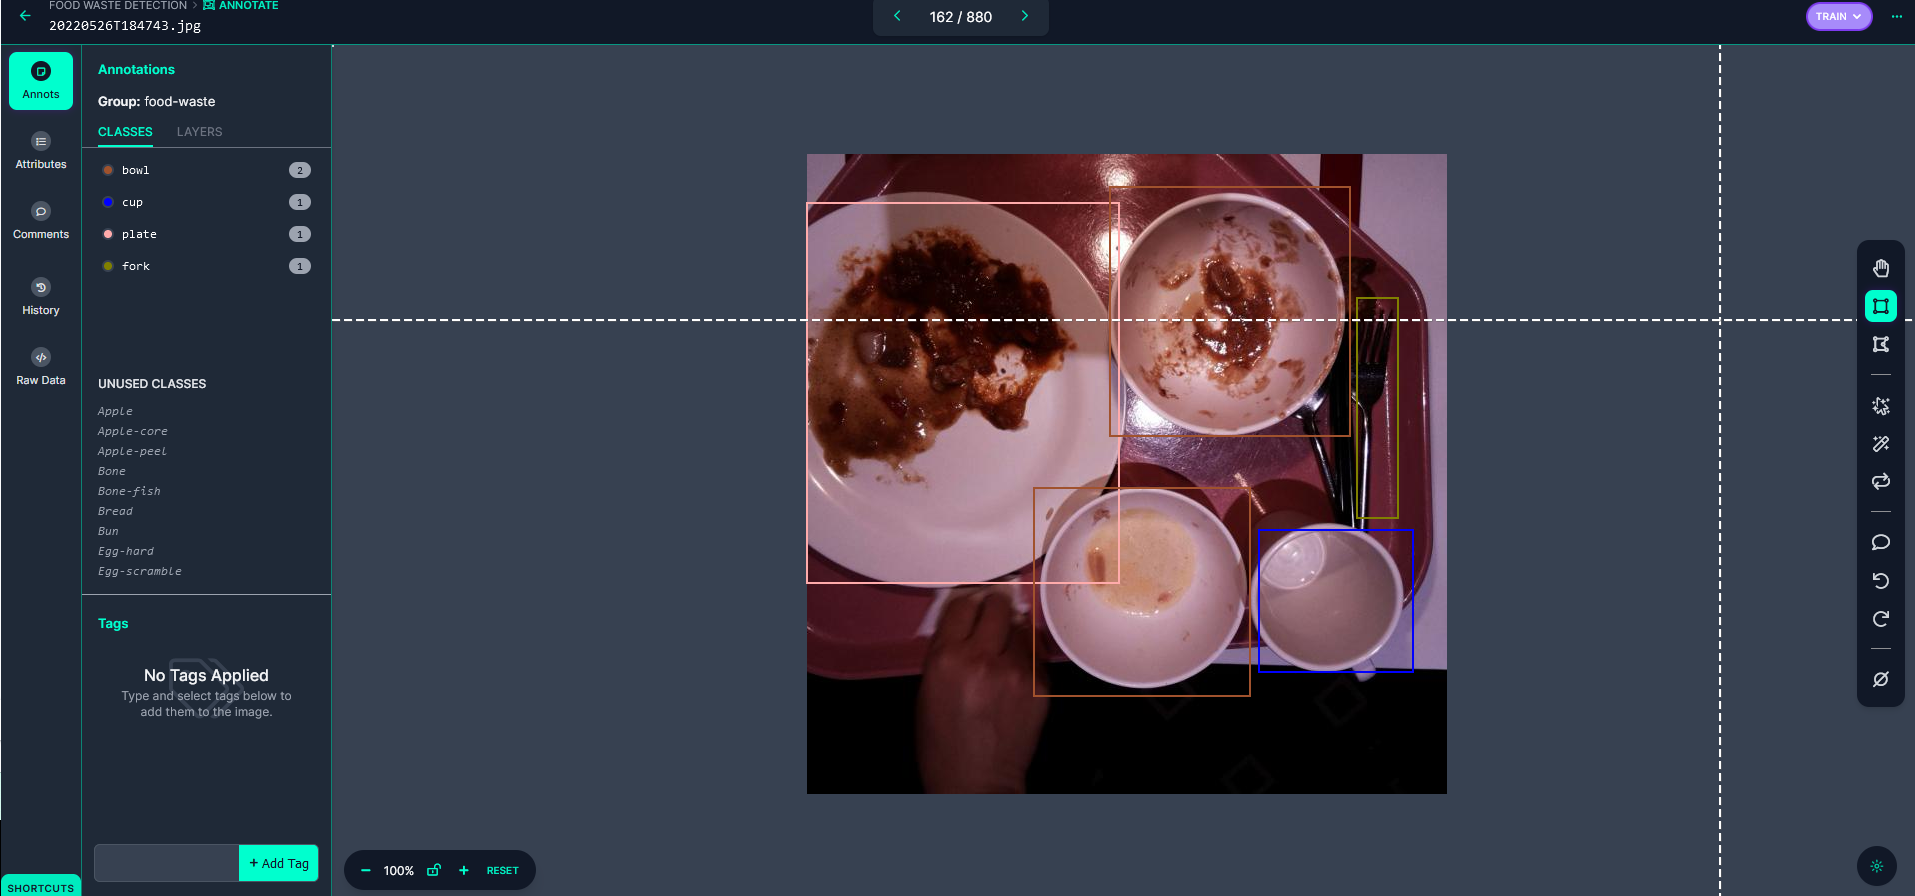 FOOD WASTE DETECTION > ANNOTATE
20220526T184743.jpg
162 / 880
TRAIN
Annots
Attributes
Comments
History
Raw Data
SHORTCUTS
Annotations
Group: food-waste
CLASSES LAYERS
bowl 2
cup 1
plate 1
fork 1
UNUSED CLASSES
Apple
Apple-core
Apple-peel
Bone
Bone-fish
Bread
Bun
Egg-hard
Egg-scramble
Tags
No Tags Applied
Type and select tags below to
add them to the image.
+ Add Tag
100% RESET